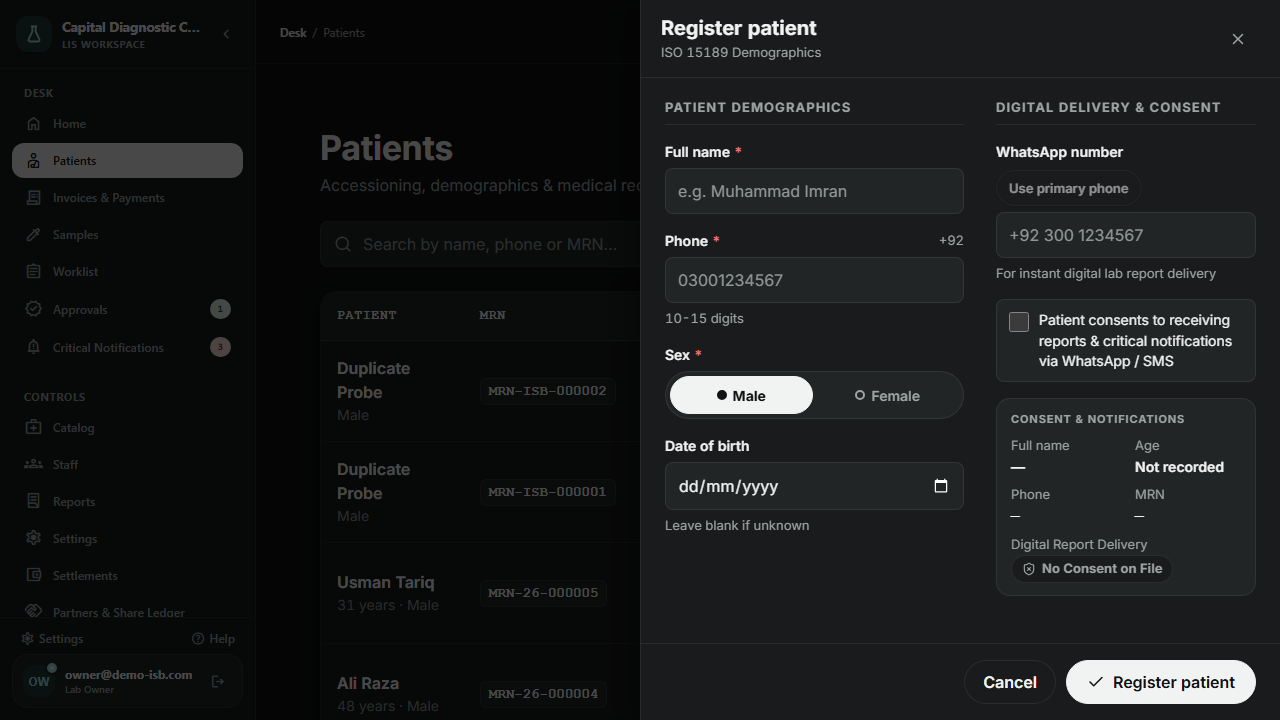 Capital Diagnostic C...
LIS WORKSPACE
DESK
Home
Patients
Invoices & Payments
Samples
Worklist
Approvals
1
Critical Notifications
3
CONTROLS
Catalog
Staff
Reports
Settings
Settlements
Partners & Share Ledger
Settings
Help
OW
owner@demo-isb.com
Lab Owner
Desk / Patients
Patients
Accessioning, demographics & medical
Search by name, phone or MRN...
PATIENT
MRN
Duplicate
Probe
Male
MRN-ISB-000002
Duplicate
Probe
Male
MRN-ISB-000001
Usman Tariq
31 years · Male
MRN-26-000005
Ali Raza
48 years · Male
MRN-26-000004
Register patient
ISO 15189 Demographics
PATIENT DEMOGRAPHICS
Full name *
e.g. Muhammad Imran
Phone *
+92
03001234567
10-15 digits
Sex *
Male
Female
Date of birth
dd/mm/yyyy
Leave blank if unknown
DIGITAL DELIVERY & CONSENT
WhatsApp number
Use primary phone
+92 300 1234567
For instant digital lab report delivery
Patient consents to receiving
reports & critical notifications
via WhatsApp / SMS
CONSENT & NOTIFICATIONS
Full name
Age
—
Not recorded
Phone
MRN
—
—
Digital Report Delivery
No Consent on File
Cancel
Register patient